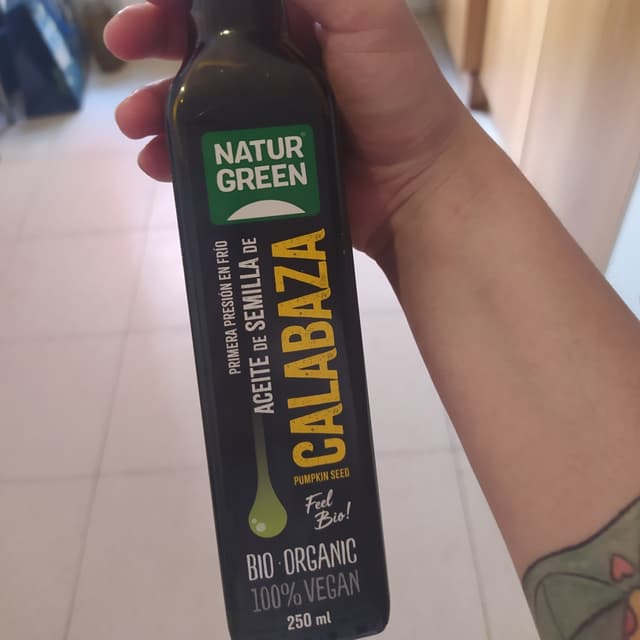 NATUR
GREEN
PRIMERA PRESIÓN EN FRÍO
ACEITE DE SEMILLA DE
CALABAZA
PUMPKIN SEED
Feel
Bio!
BIO · ORGANIC
100% VEGAN
250 ml